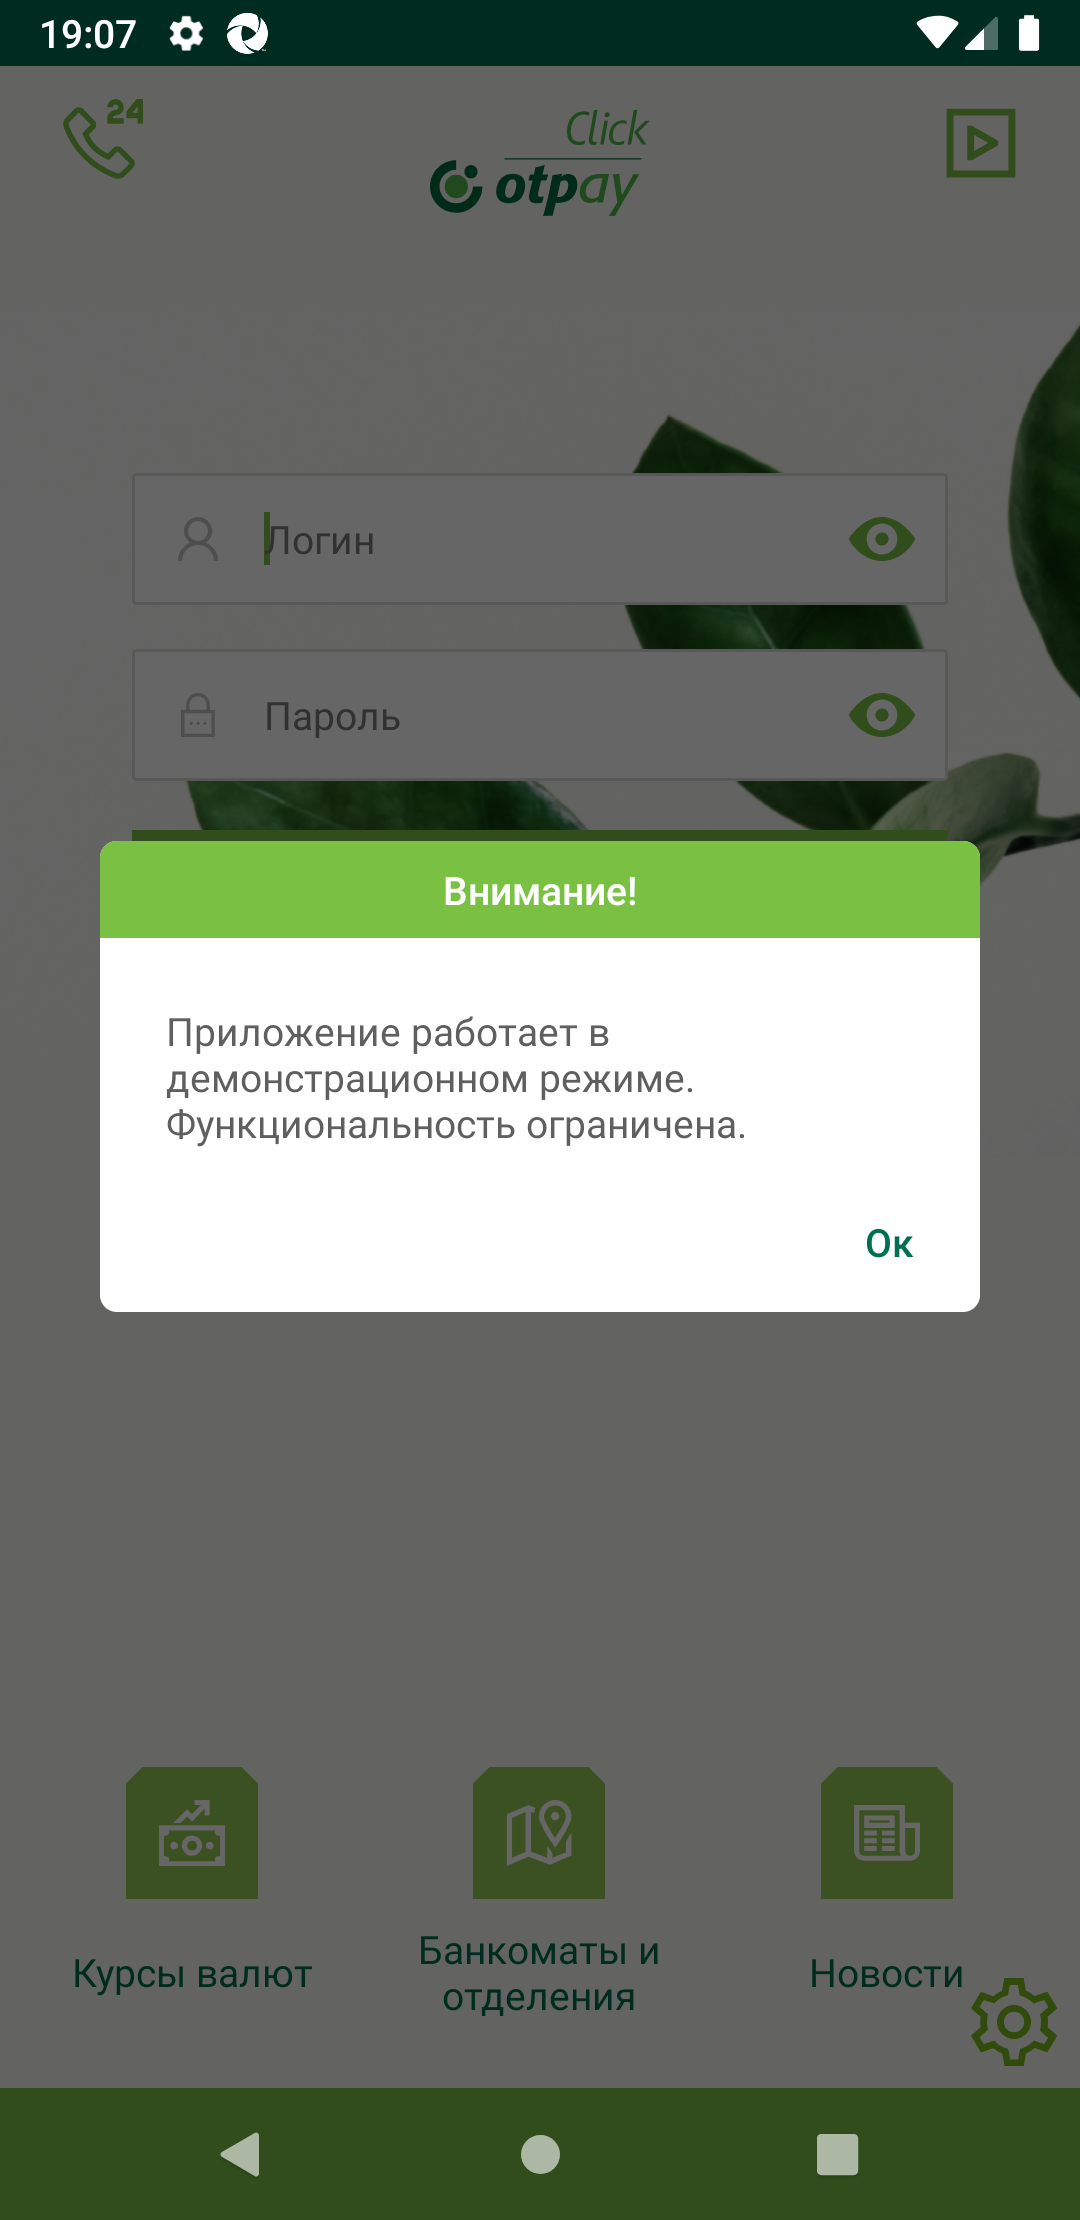 19:07
24
Click
otpay
Логин
Пароль
Внимание!
Приложение работает в
демонстрационном режиме.
Функциональность ограничена.
Ок
Курсы валют
Банкоматы и
отделения
Новости